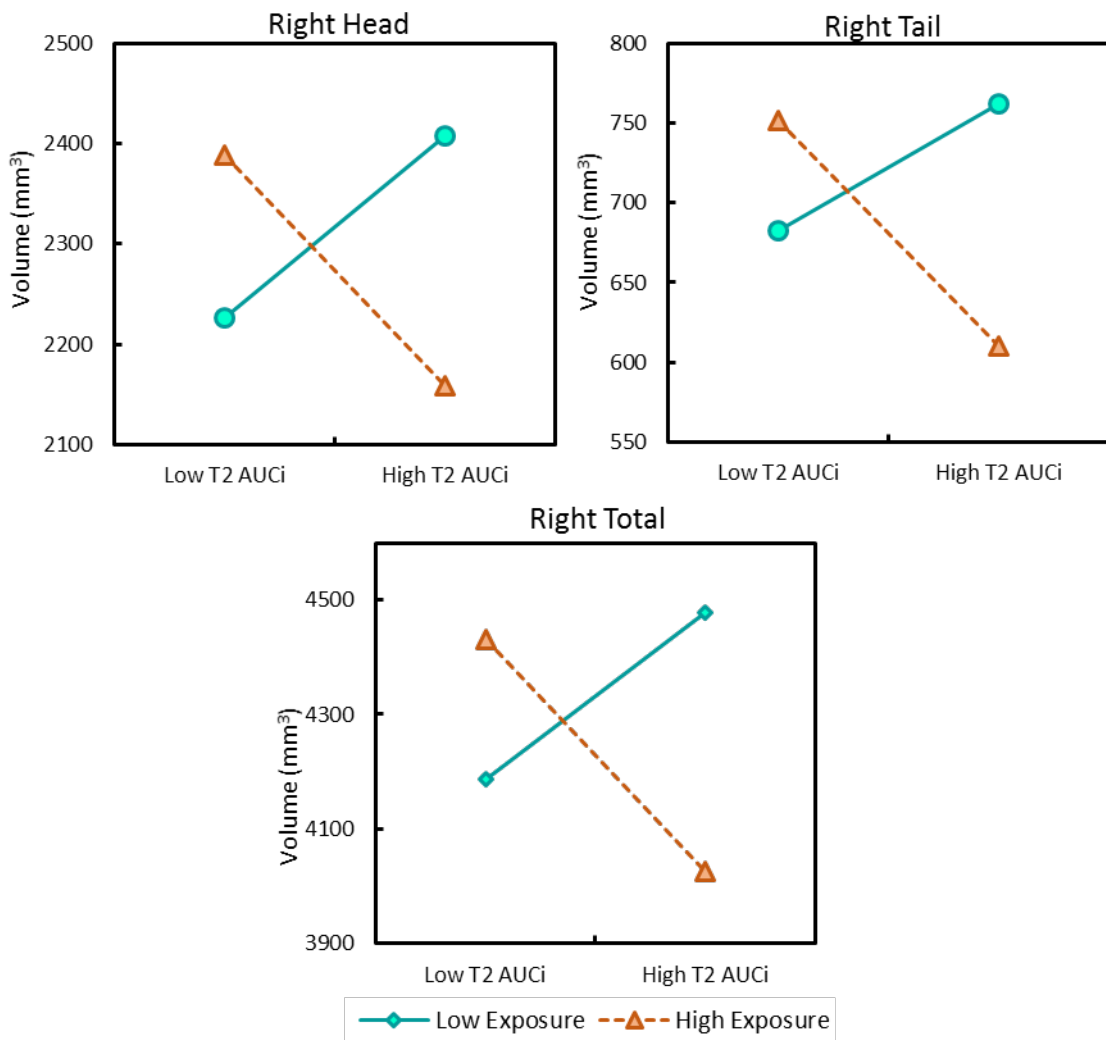 Right Head
Volume (mm³)
2500
2400
2300
2200
2100
Low T2 AUCi
High T2 AUCi
Right Tail
Volume (mm³)
800
750
700
650
600
550
Low T2 AUCi
High T2 AUCi
Right Total
Volume (mm³)
4500
4300
4100
3900
Low T2 AUCi
High T2 AUCi
Low Exposure
High Exposure